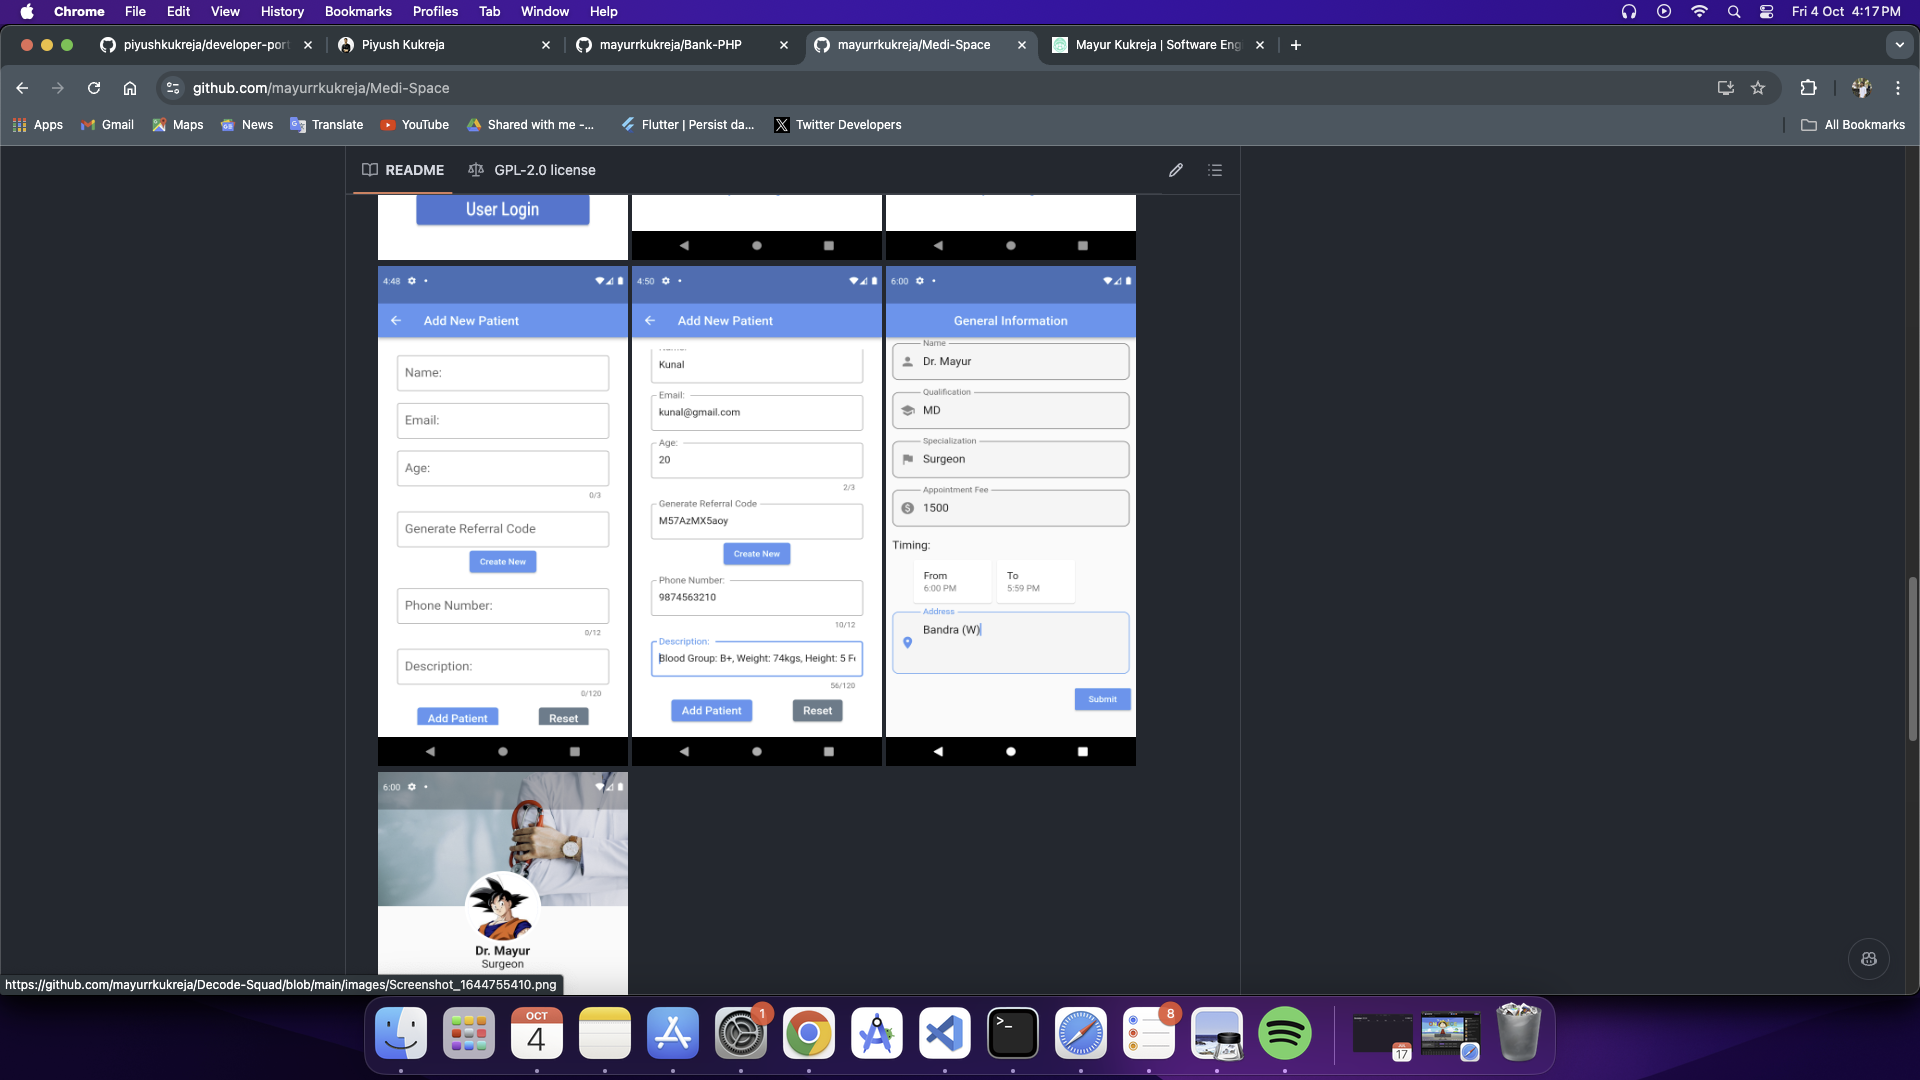 Chrome File Edit View History Bookmarks Profiles Tab Window Help Fri 4 Oct 4:17 PM
piyushkukreja/developer-port Piyush Kukreja mayurrkukreja/Bank-PHP mayurrkukreja/Medi-Space Mayur Kukreja | Software Eng
github.com/mayurrkukreja/Medi-Space
Apps Gmail Maps News Translate YouTube Shared with me -... Flutter | Persist da... Twitter Developers All Bookmarks
README GPL-2.0 license
User Login
4:48
Add New Patient
Name:
Email:
Age:
0/3
Generate Referral Code
Create New
Phone Number:
0/12
Description:
0/120
Add Patient Reset
4:50
Add New Patient
Kunal
Email:
kunal@gmail.com
Age:
20
2/3
Generate Referral Code
M57AzMX5aoy
Create New
Phone Number:
9874563210
10/12
Description:
Blood Group: B+, Weight: 74kgs, Height: 5 F
56/120
Add Patient Reset
6:00
General Information
Name
Dr. Mayur
Qualification
MD
Specialization
Surgeon
Appointment Fee
1500
Timing:
From To
6:00 PM 5:59 PM
Address
Bandra (W)
Submit
6:00
Dr. Mayur
Surgeon
https://github.com/mayurrkukreja/Decode-Squad/blob/main/images/Screenshot_1644755410.png
OCT
4
1
8
17